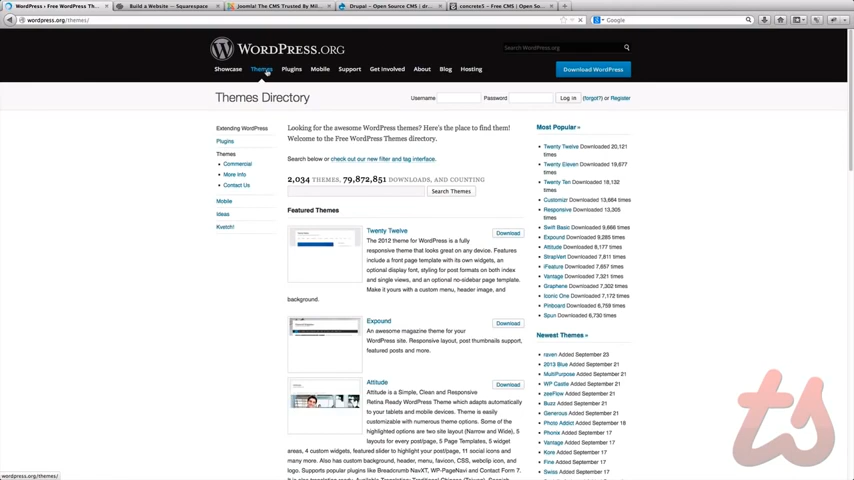 WordPress › Free WordPress Th...
Build a Website — Squarespace
Joomla! The CMS Trusted By Mil...
Drupal – Open Source CMS | dr...
concrete5 – Free CMS | Open So...
wordpress.org/themes/
Google
WORDPRESS.ORG
Search WordPress.org
Showcase Themes Plugins Mobile Support Get Involved About Blog Hosting
Download WordPress
Themes Directory
Username Password Log in (forgot?) or Register
Extending WordPress
Plugins
Themes
Commercial
More Info
Contact Us
Mobile
Ideas
Kvetch!
Looking for the awesome WordPress themes? Here's the place to find them!
Welcome to the Free WordPress Themes directory.
Search below or check out our new filter and tag interface.
2,034 THEMES, 79,872,851 DOWNLOADS, AND COUNTING
Search Themes
Featured Themes
Twenty Twelve
Download
The 2012 theme for WordPress is a fully
responsive theme that looks great on any device. Features
include a front page template with its own widgets, an
optional display font, styling for post formats on both index
and single views, and an optional no-sidebar page template.
Make it yours with a custom menu, header image, and
background.
Expound
Download
An awesome magazine theme for your
WordPress site. Responsive layout, post thumbnails support,
featured posts and more.
Attitude
Download
Attitude is a Simple, Clean and Responsive
Retina Ready WordPress Theme which adapts automatically
to your tablets and mobile devices. Theme is easily
customizable with numerous theme options. Some of the
highlighted options are two site layout (Narrow and Wide), 5
layouts for every post/page, 5 Page Templates, 5 widget
areas, 4 custom widgets, featured slider to highlight your post/page, 11 social icons and
many more. Also has custom background, header, menu, favicon, CSS, webclip icon, and
logo. Supports popular plugins like Breadcrumb NavXT, WP-PageNavi and Contact Form 7.
Most Popular »
Twenty Twelve Downloaded 20,121
times
Twenty Eleven Downloaded 19,677
times
Twenty Ten Downloaded 18,132
times
Customizr Downloaded 13,664 times
Responsive Downloaded 13,305
times
Swift Basic Downloaded 9,666 times
Expound Downloaded 9,285 times
Attitude Downloaded 8,177 times
StrapVert Downloaded 7,811 times
iFeature Downloaded 7,657 times
Vantage Downloaded 7,321 times
Graphene Downloaded 7,302 times
Iconic One Downloaded 7,172 times
Pinboard Downloaded 6,759 times
Spun Downloaded 6,730 times
Newest Themes »
raven Added September 23
2013 Blue Added September 21
MultiPurpose Added September 21
WP Castle Added September 21
zeeFlow Added September 21
Buzz Added September 21
Generous Added September 21
Photo Addict Added September 18
Phonix Added September 17
Vantage Added September 17
Kore Added September 17
Fine Added September 17
Swiss Added September 17
wordpress.org/themes/
ts